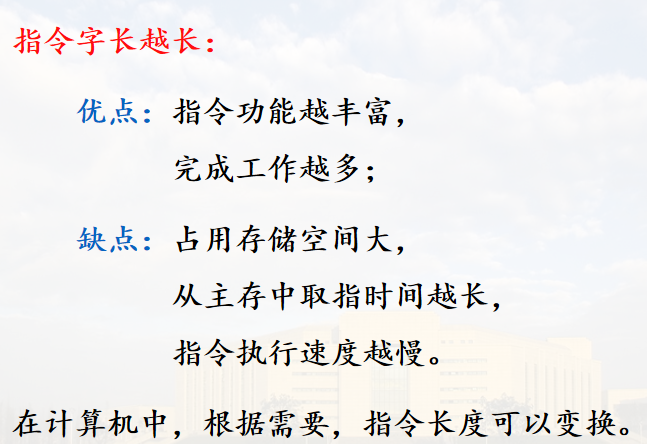 指令字长越长：
优点：指令功能越丰富，
完成工作越多；
缺点：占用存储空间大，
从主存中取指时间越长，
指令执行速度越慢。
在计算机中，根据需要，指令长度可以变换。